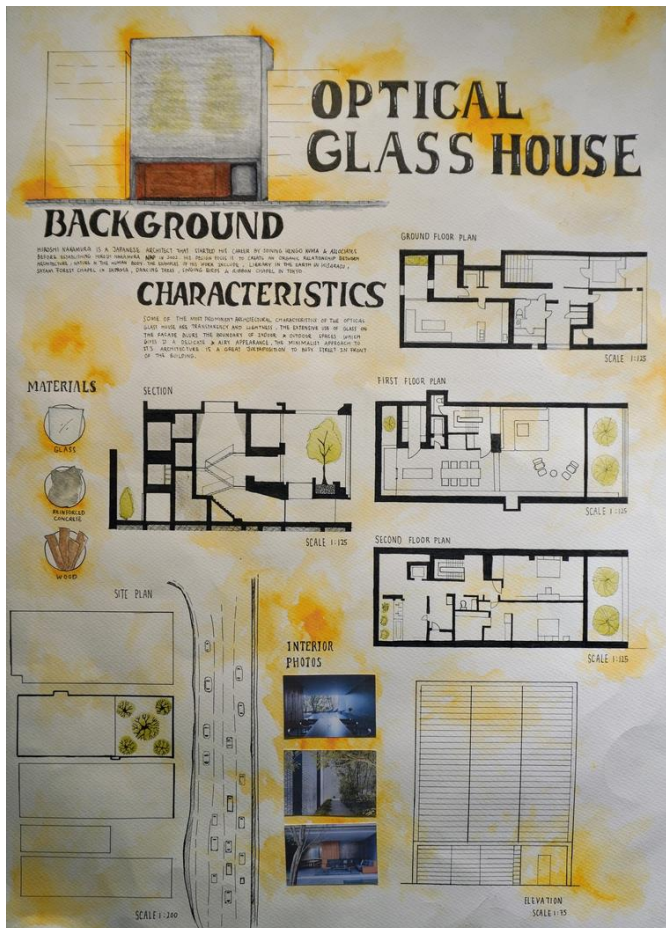 OPTICAL
GLASS HOUSE
BACKGROUND
HIROSHI NAKAMURA IS A JAPANESE ARCHITECT THAT STARTED HIS CAREER BY JOINING KENGO KUMA & ASSOCIATES
BEFORE ESTABLISHING HIROSHI NAKAMURA NAP IN 2002. HIS DESIGN FOCUS IS TO CREATE AN ORGANIC RELATIONSHIP BETWEEN
ARCHITECTURE, NATURE & THE HUMAN BODY. THE EXAMPLES OF HIS WORK INCLUDE, LIBRARY IN THE EARTH IN
SAYAMA FOREST CHAPEL IN SAITAMA, DANCING TREES, SINGING BIRDS & RIBBON CHAPEL IN TOKYO
CHARACTERISTICS
SOME OF THE MOST PROMINENT ARCHITECTURAL CHARACTERISTICS OF THE OPTICAL
GLASS HOUSE ARE TRANSPARENCY AND LIGHTNESS. THE EXTENSIVE USE OF GLASS ON
THE FACADE BLURS THE BOUNDARY OF INDOOR & OUTDOOR SPACES WHICH
GIVES IT A DELICATE & AIRY APPEARANCE. THE MINIMALIST APPROACH TO
ITS ARCHITECTURE IS A GREAT TO BUSY STREET IN FRONT
OF THE BUILDING.
GROUND FLOOR PLAN
SCALE 1:125
MATERIALS
GLASS
REINFORCED
CONCRETE
WOOD
SECTION
SCALE 1:125
FIRST FLOOR PLAN
SCALE 1:125
SECOND FLOOR PLAN
SCALE 1:125
SITE PLAN
SCALE 1:200
INTERIOR
PHOTOS
ELEVATION
SCALE 1:75